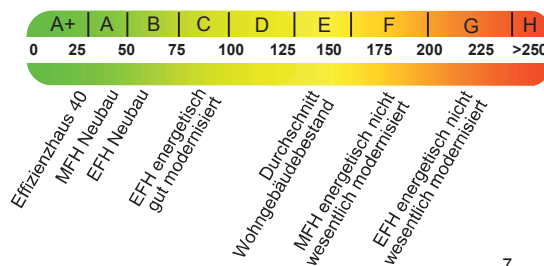 A+ A B C D E F G H
0 25 50 75 100 125 150 175 200 225 >250
Effizienzhaus 40
MFH Neubau
EFH Neubau
EFH energetisch
gut modernisiert
Durchschnitt
Wohngebäudebestand
MFH energetisch nicht
wesentlich modernisiert
EFH energetisch nicht
wesentlich modernisiert
7